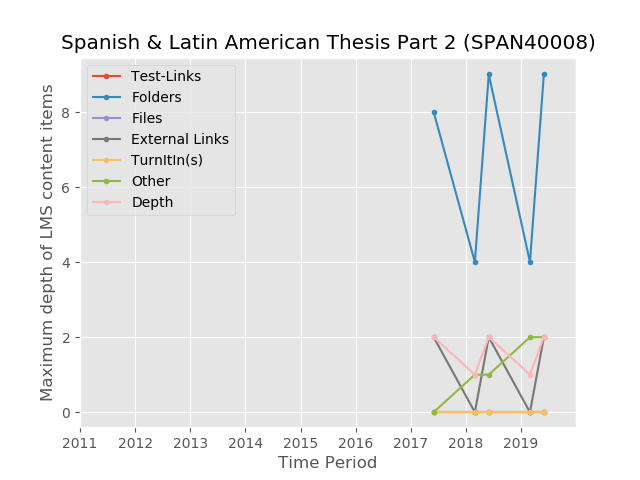 Spanish & Latin American Thesis Part 2 (SPAN40008)
Test-Links
Folders
Files
External Links
TurnItIn(s)
Other
Depth
Maximum depth of LMS content items
8
6
4
2
0
2011 2012 2013 2014 2015 2016 2017 2018 2019
Time Period